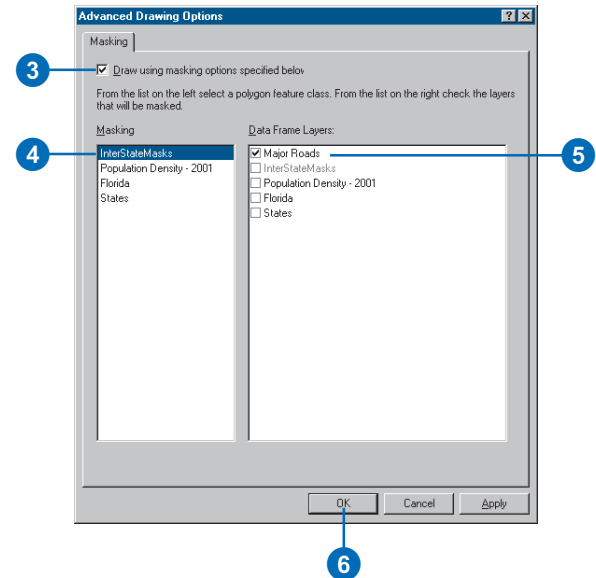 Advanced Drawing Options
Masking
3
Draw using masking options specified below
From the list on the left select a polygon feature class. From the list on the right check the layers
that will be masked.
Masking
Data Frame Layers:
4
InterStateMasks
Population Density - 2001
Florida
States
Major Roads
InterStateMasks
Population Density - 2001
Florida
States
5
OK
Cancel
Apply
6